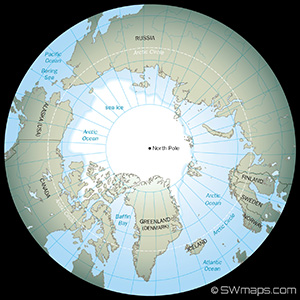 RUSSIA
Pacific
Ocean
Arctic Circle
Bering
Sea
sea ice
ALASKA (USA)
Arctic
Ocean
North Pole
CANADA
FINLAND
Arctic
Ocean
SWEDEN
NORWAY
Baffin
Bay
GREENLAND
(DENMARK)
Arctic Circle
ICELAND
Atlantic
Ocean
© SWmaps.com